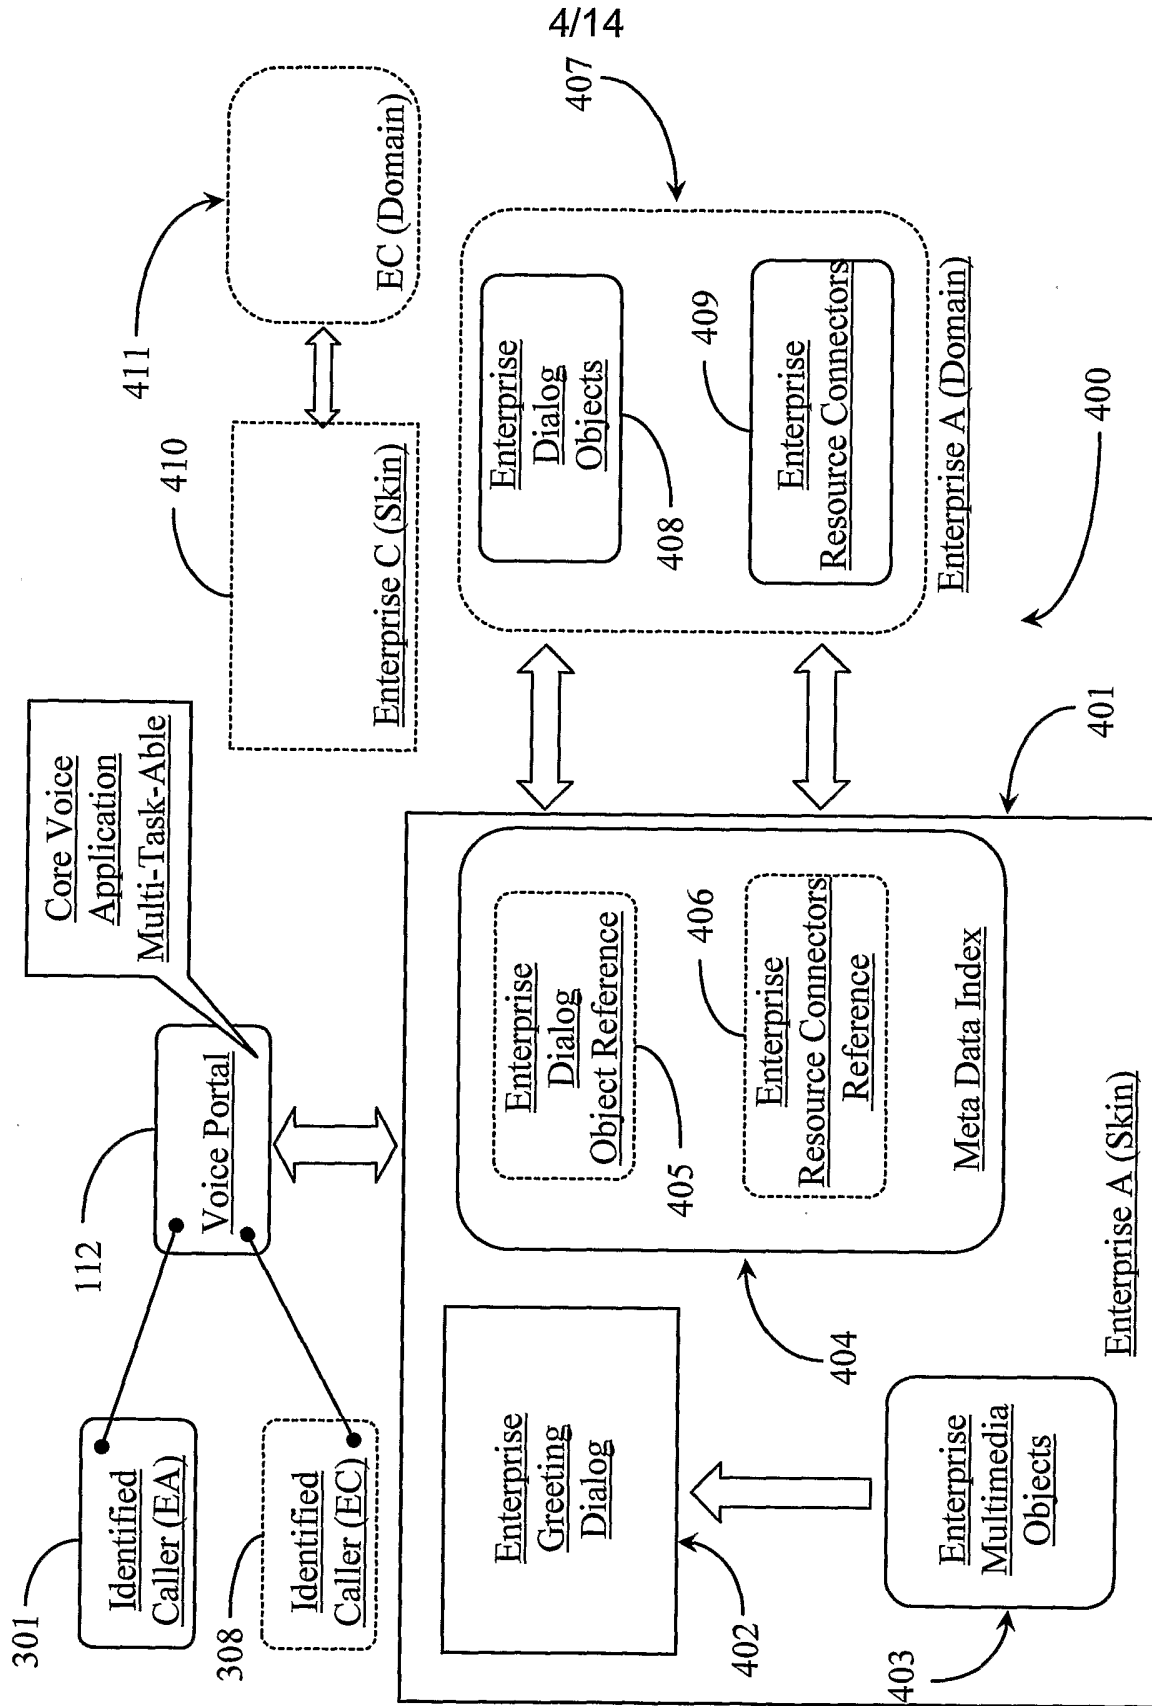 4/14
Core Voice
Application
Multi-Task-Able
112
Voice Portal
301
Identified
Caller (EA)
308
Identified
Caller (EC)
410
Enterprise C (Skin)
411
EC (Domain)
407
Enterprise
Dialog
Objects
408
409
Enterprise
Resource Connectors
Enterprise A (Domain)
400
401
Enterprise
Dialog
Object Reference
405
406
Enterprise
Resource Connectors
Reference
Meta Data Index
404
Enterprise
Greeting
Dialog
402
Enterprise
Multimedia
Objects
403
Enterprise A (Skin)